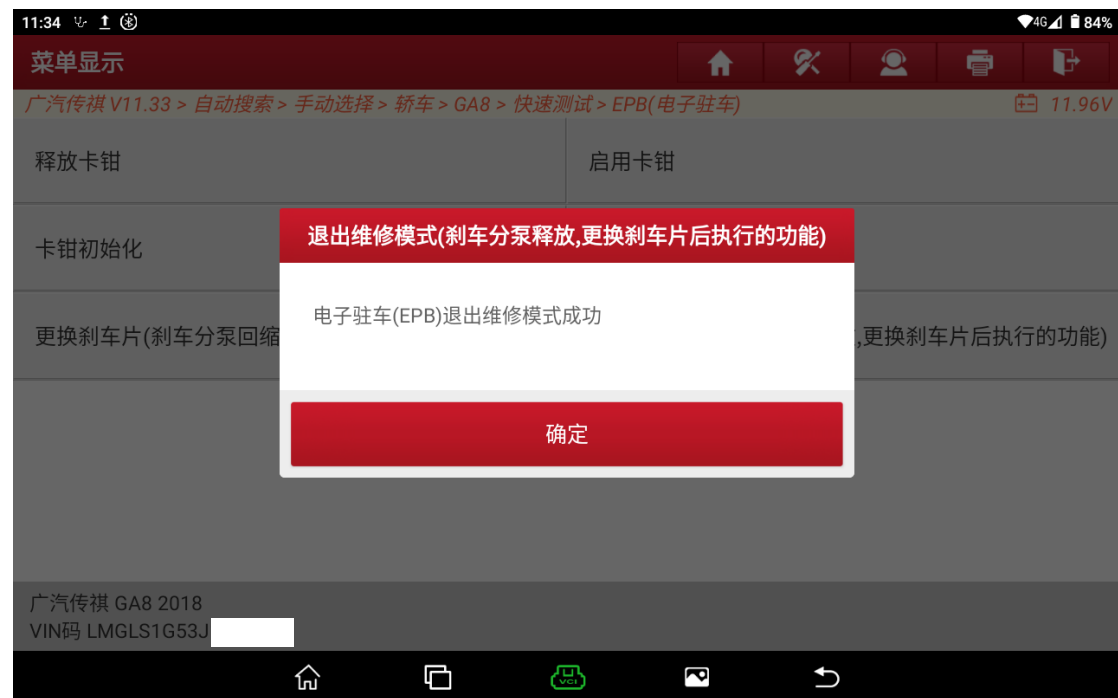 11:34
4G 84%
菜单显示
广汽传祺 V11.33 > 自动搜索 > 手动选择 > 轿车 > GA8 > 快速测试 > EPB(电子驻车)
11.96V
释放卡钳
启用卡钳
退出维修模式(刹车分泵释放,更换刹车片后执行的功能)
卡钳初始化
电子驻车(EPB)退出维修模式成功
更换刹车片(刹车分泵回缩
,更换刹车片后执行的功能)
确定
广汽传祺 GA8 2018
VIN码 LMGLS1G53J
VCI